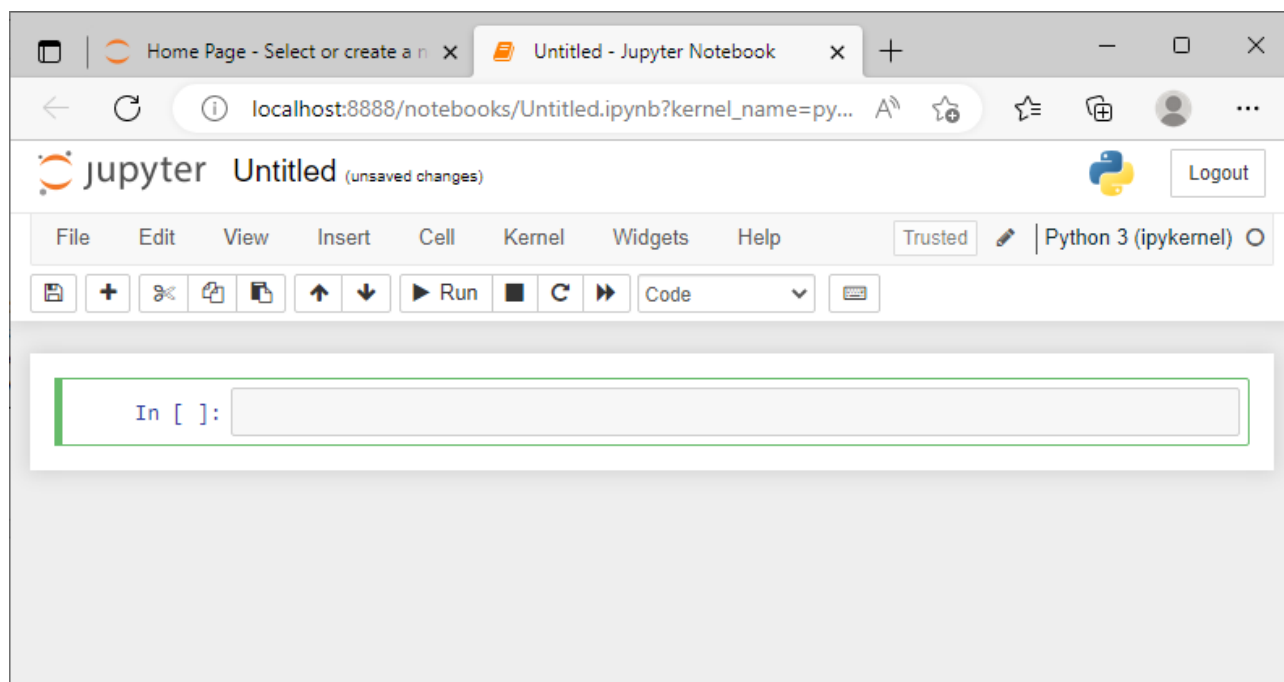 Home Page - Select or create a n
Untitled - Jupyter Notebook
localhost:8888/notebooks/Untitled.ipynb?kernel_name=py...
jupyter Untitled (unsaved changes) Logout
File Edit View Insert Cell Kernel Widgets Help Trusted Python 3 (ipykernel)
Run Code
In [ ]: